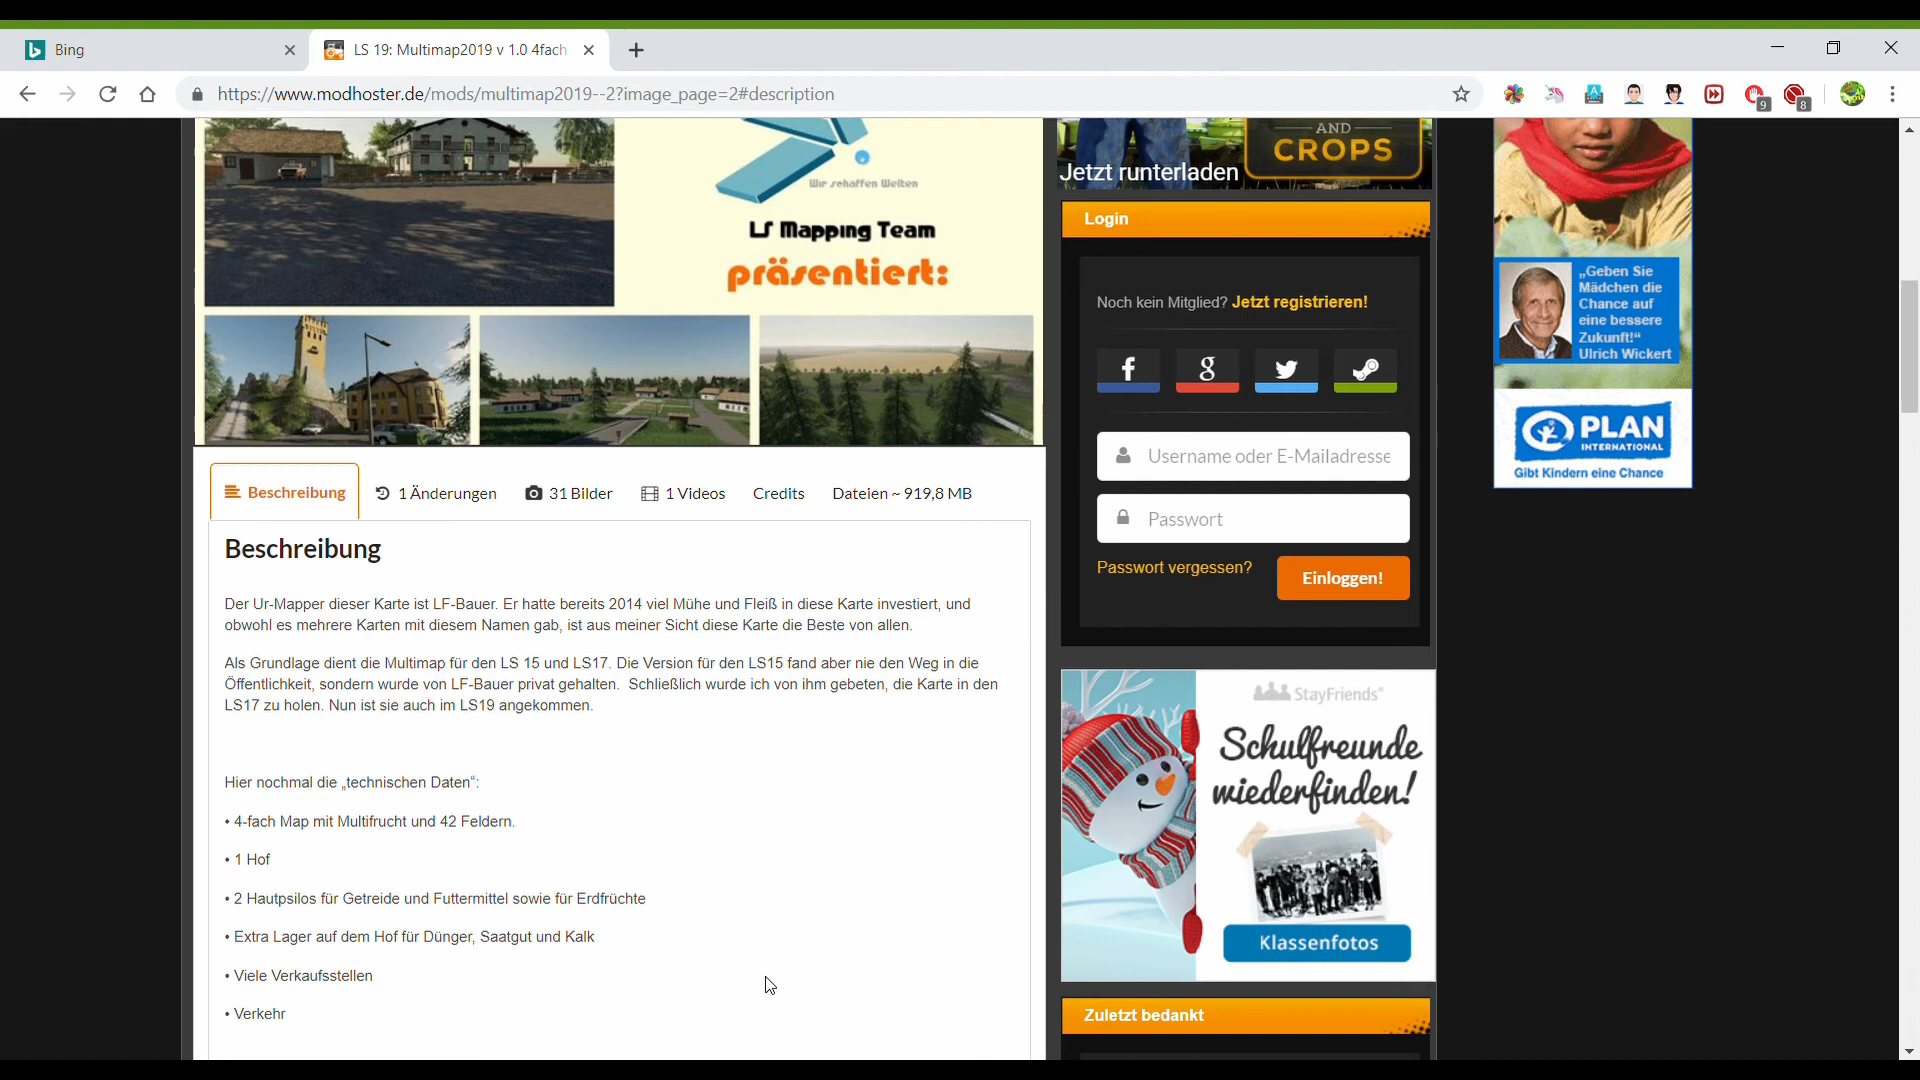 Bing
LS 19: Multimap2019 v 1.0 4fach
https://www.modhoster.de/mods/multimap2019--2?image_page=2#description
9
8
Wir schaffen Welten
LS Mapping Team
präsentiert:
AND
CROPS
Jetzt runterladen
Login
Noch kein Mitglied? Jetzt registrieren!
Username oder E-Mailadresse
Passwort
Passwort vergessen?
Einloggen!
„Geben Sie
Mädchen die
Chance auf
eine bessere
Zukunft!“
Ulrich Wickert
PLAN
INTERNATIONAL
Gibt Kindern eine Chance
Beschreibung
1 Änderungen
31 Bilder
1 Videos
Credits
Dateien ~ 919,8 MB
Beschreibung
Der Ur-Mapper dieser Karte ist LF-Bauer. Er hatte bereits 2014 viel Mühe und Fleiß in diese Karte investiert, und
obwohl es mehrere Karten mit diesem Namen gab, ist aus meiner Sicht diese Karte die Beste von allen.
Als Grundlage dient die Multimap für den LS 15 und LS17. Die Version für den LS15 fand aber nie den Weg in die
Öffentlichkeit, sondern wurde von LF-Bauer privat gehalten. Schließlich wurde ich von ihm gebeten, die Karte in den
LS17 zu holen. Nun ist sie auch im LS19 angekommen.
Hier nochmal die „technischen Daten“:
• 4-fach Map mit Multifrucht und 42 Feldern.
• 1 Hof
• 2 Hautpsilos für Getreide und Futtermittel sowie für Erdfrüchte
• Extra Lager auf dem Hof für Dünger, Saatgut und Kalk
• Viele Verkaufsstellen
• Verkehr
StayFriends
Schulfreunde
wiederfinden!
Klassenfotos
Zuletzt bedankt